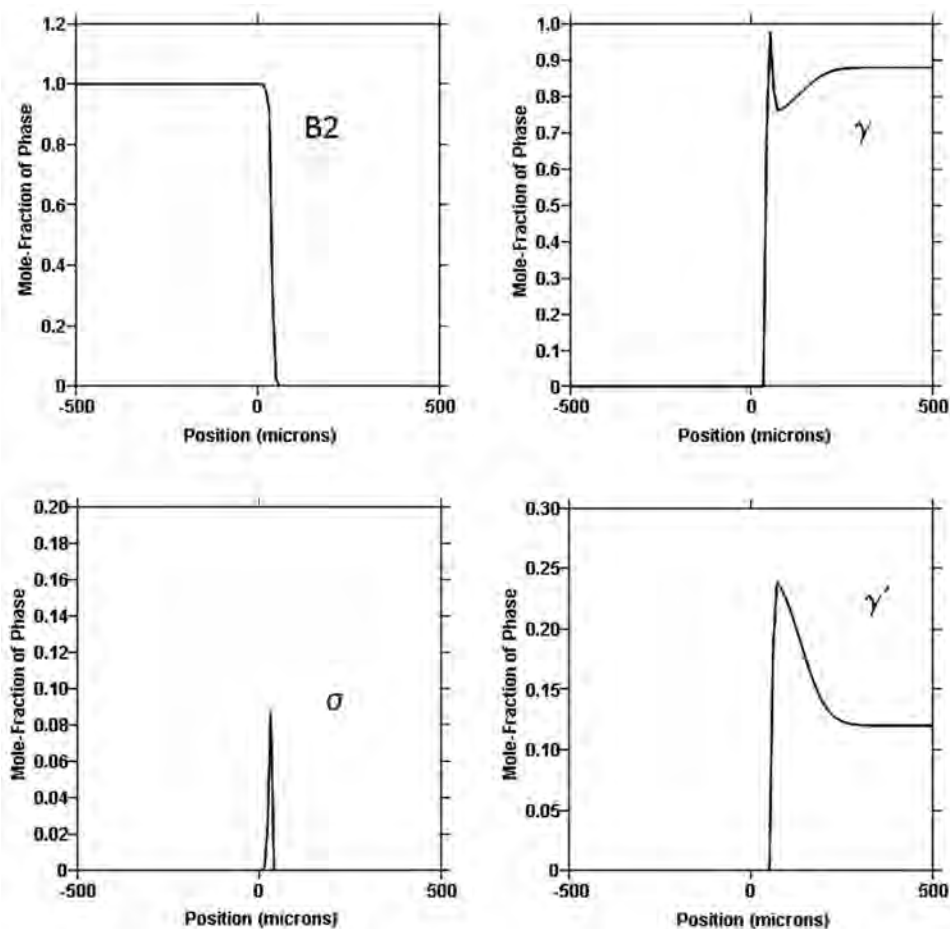 1.2
1.0
0.8
0.6
0.4
0.2
0
Mole-Fraction of Phase
B2
-500 0 500
Position (microns)
1.0
0.9
0.8
0.7
0.6
0.5
0.4
0.3
0.2
0.1
0
Mole-Fraction of Phase
γ
-500 0 500
Position (microns)
0.20
0.18
0.16
0.14
0.12
0.10
0.08
0.06
0.04
0.02
0
Mole-Fraction of Phase
σ
-500 0 500
Position (microns)
0.30
0.25
0.20
0.15
0.10
0.05
0
Mole-Fraction of Phase
γ′
-500 0 500
Position (microns)